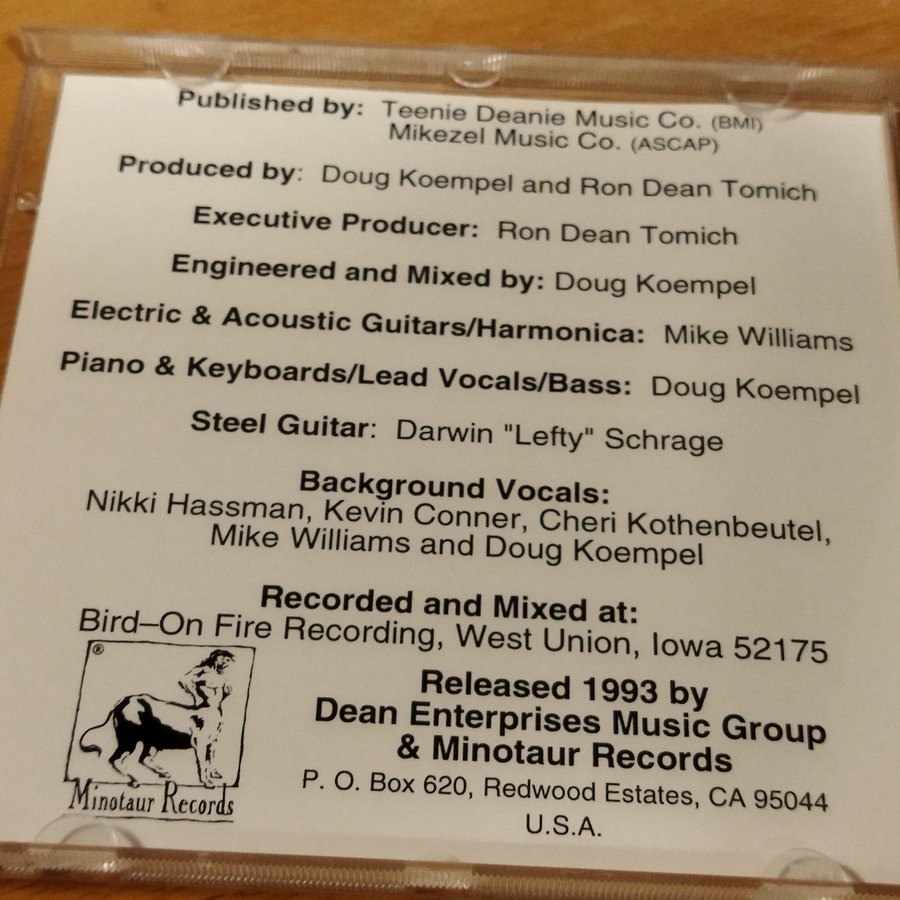 Published by: Teenie Deanie Music Co. (BMI)
Mikezel Music Co. (ASCAP)
Produced by: Doug Koempel and Ron Dean Tomich
Executive Producer: Ron Dean Tomich
Engineered and Mixed by: Doug Koempel
Electric & Acoustic Guitars/Harmonica: Mike Williams
Piano & Keyboards/Lead Vocals/Bass: Doug Koempel
Steel Guitar: Darwin "Lefty" Schrage
Background Vocals:
Nikki Hassman, Kevin Conner, Cheri Kothenbeutel,
Mike Williams and Doug Koempel
Recorded and Mixed at:
Bird–On Fire Recording, West Union, Iowa 52175
®
Minotaur Records
Released 1993 by
Dean Enterprises Music Group
& Minotaur Records
P. O. Box 620, Redwood Estates, CA 95044
U.S.A.